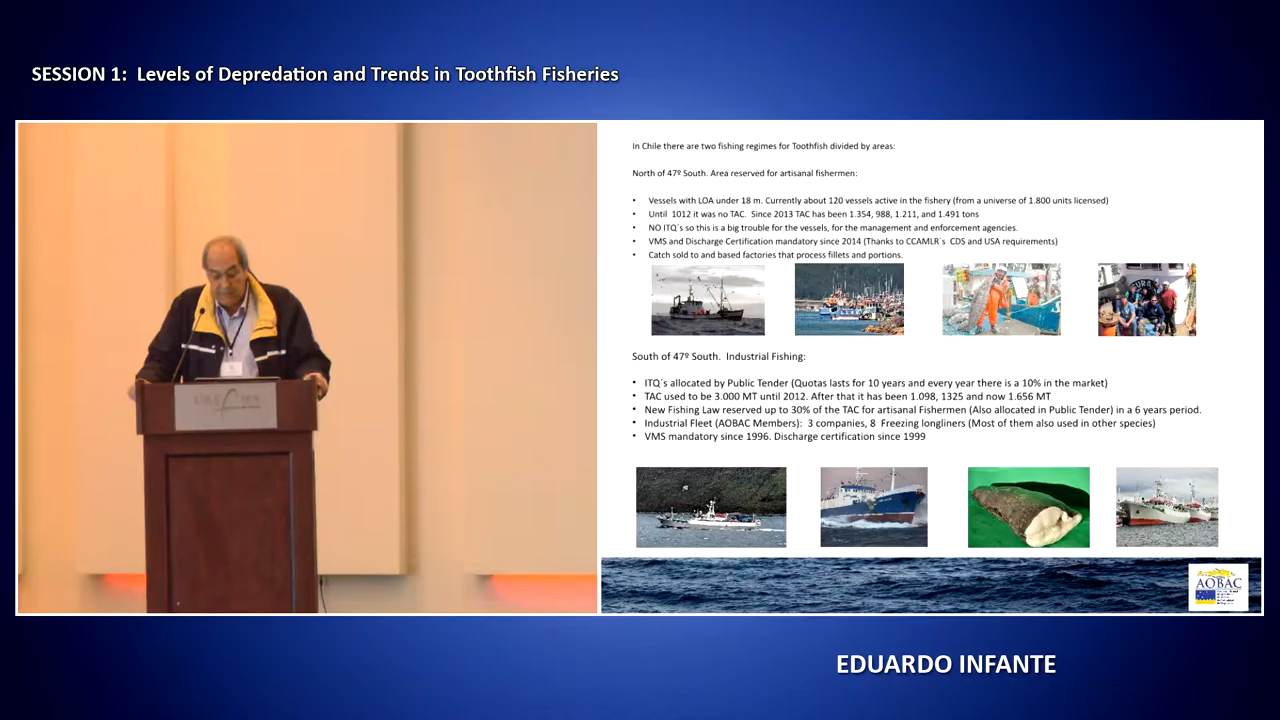 SESSION 1: Levels of Depredation and Trends in Toothfish Fisheries
In Chile there are two fishing regimes for Toothfish divided by areas:
North of 47º South. Area reserved for artisanal fishermen:
• Vessels with LOA under 18 m. Currently about 120 vessels active in the fishery (from a universe of 1.800 units licensed)
• Until 1012 it was no TAC. Since 2013 TAC has been 1.354, 988, 1.211, and 1.491 tons
• NO ITQ´s so this is a big trouble for the vessels, for the management and enforcement agencies.
• VMS and Discharge Certification mandatory since 2014 (Thanks to CCAMLR´s CDS and USA requirements)
• Catch sold to and based factories that process fillets and portions.
South of 47º South. Industrial Fishing:
• ITQ´s allocated by Public Tender (Quotas lasts for 10 years and every year there is a 10% in the market)
• TAC used to be 3.000 MT until 2012. After that it has been 1.098, 1325 and now 1.656 MT
• New Fishing Law reserved up to 30% of the TAC for artisanal Fishermen (Also allocated in Public Tender) in a 6 years period.
• Industrial Fleet (AOBAC Members): 3 companies, 8 Freezing longliners (Most of them also used in other species)
• VMS mandatory since 1996. Discharge certification since 1999
AOBAC
EDUARDO INFANTE